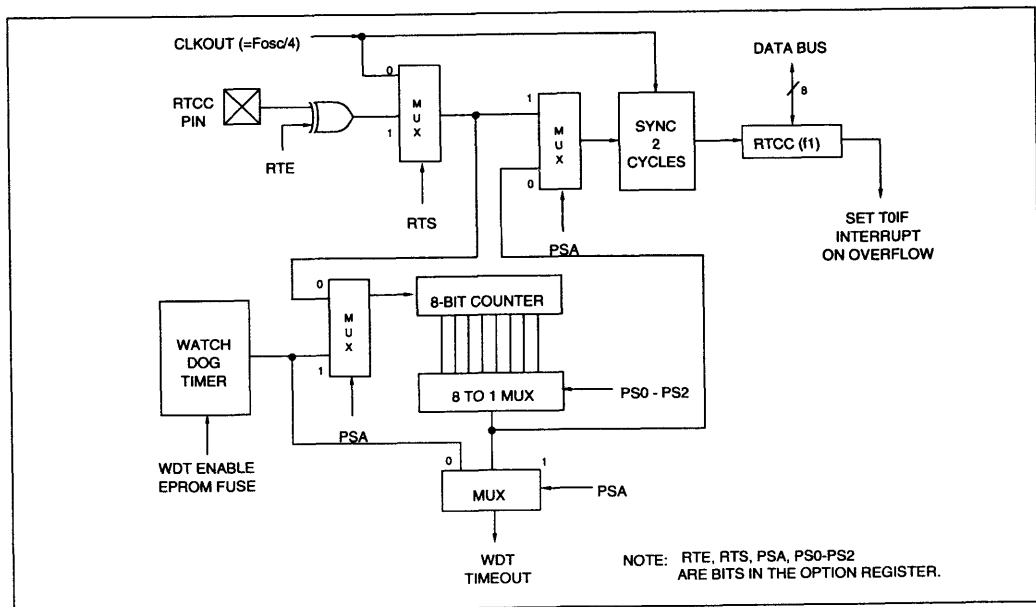 CLKOUT (=Fosc/4)
DATA BUS
8
0
M
U
X
1
RTCC
PIN
RTE
RTS
1
M
U
X
0
PSA
SYNC
2
CYCLES
RTCC (f1)
SET T0IF
INTERRUPT
ON OVERFLOW
0
M
U
X
1
PSA
8-BIT COUNTER
WATCH
DOG
TIMER
8 TO 1 MUX
PS0 - PS2
WDT ENABLE
EPROM FUSE
0
1
MUX
PSA
WDT
TIMEOUT
NOTE: RTE, RTS, PSA, PS0-PS2
ARE BITS IN THE OPTION REGISTER.